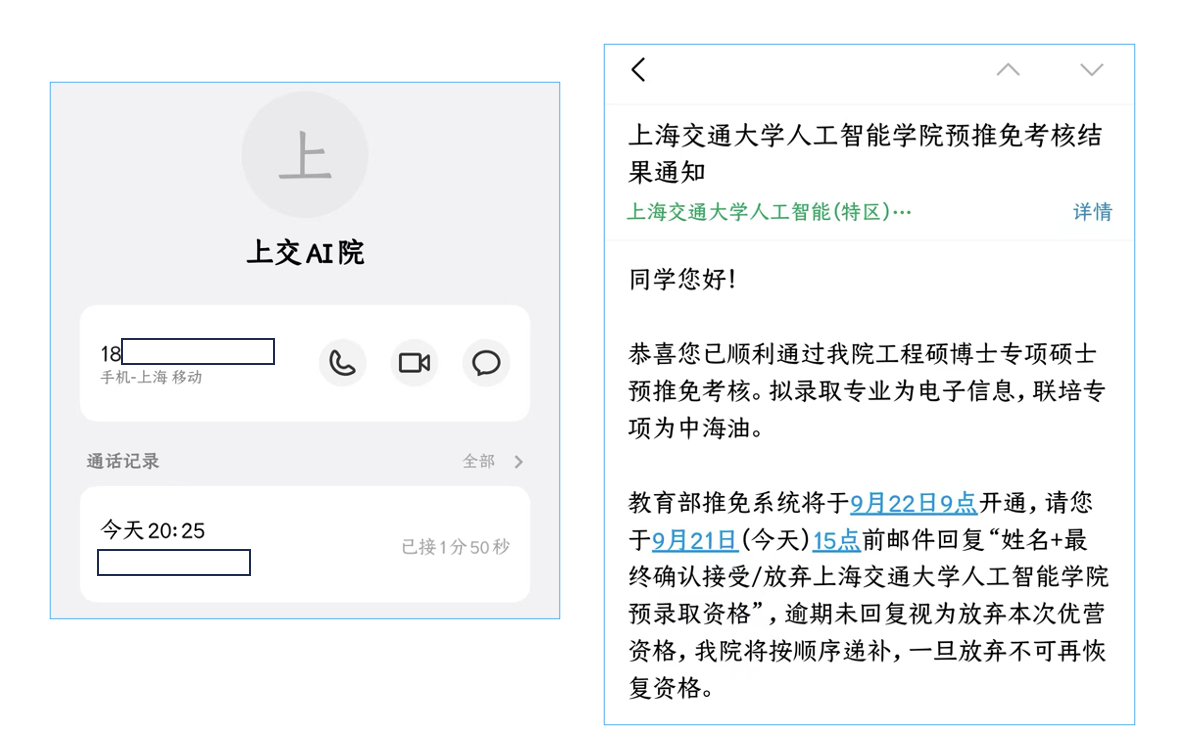 上
上交AI院
18
手机-上海 移动
通话记录
全部
今天20:25
已接1分50秒
上海交通大学人工智能学院预推免考核结
果通知
上海交通大学人工智能(特区)…
详情
同学您好！
恭喜您已顺利通过我院工程硕博士专项硕士
预推免考核。拟录取专业为电子信息，联培专
项为中海油。
教育部推免系统将于9月22日9点开通，请您
于9月21日(今天)15点前邮件回复“姓名+最
终确认接受/放弃上海交通大学人工智能学院
预录取资格”，逾期未回复视为放弃本次优营
资格，我院将按顺序递补，一旦放弃不可再恢
复资格。